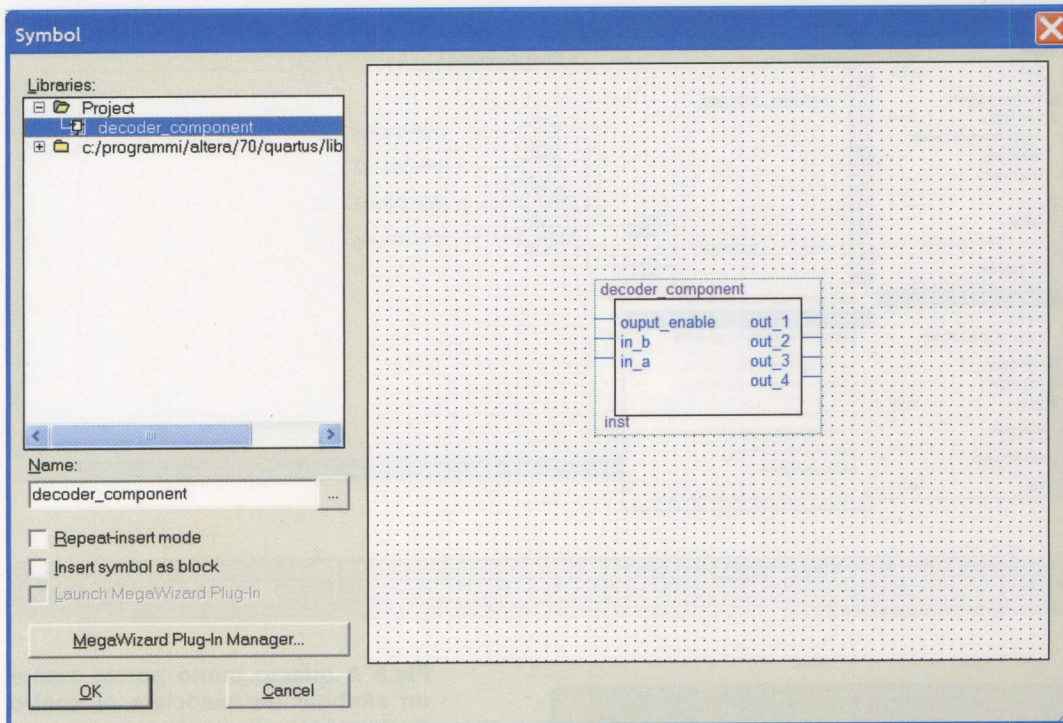 Symbol
Libraries:
Project
decoder_component
c:/programmi/altera/70/quartus/lib
Name:
decoder_component
...
Repeat-insert mode
Insert symbol as block
Launch MegaWizard Plug-In
MegaWizard Plug-In Manager...
OK
Cancel
decoder_component
ouput_enable out_1
in_b out_2
in_a out_3
out_4
inst